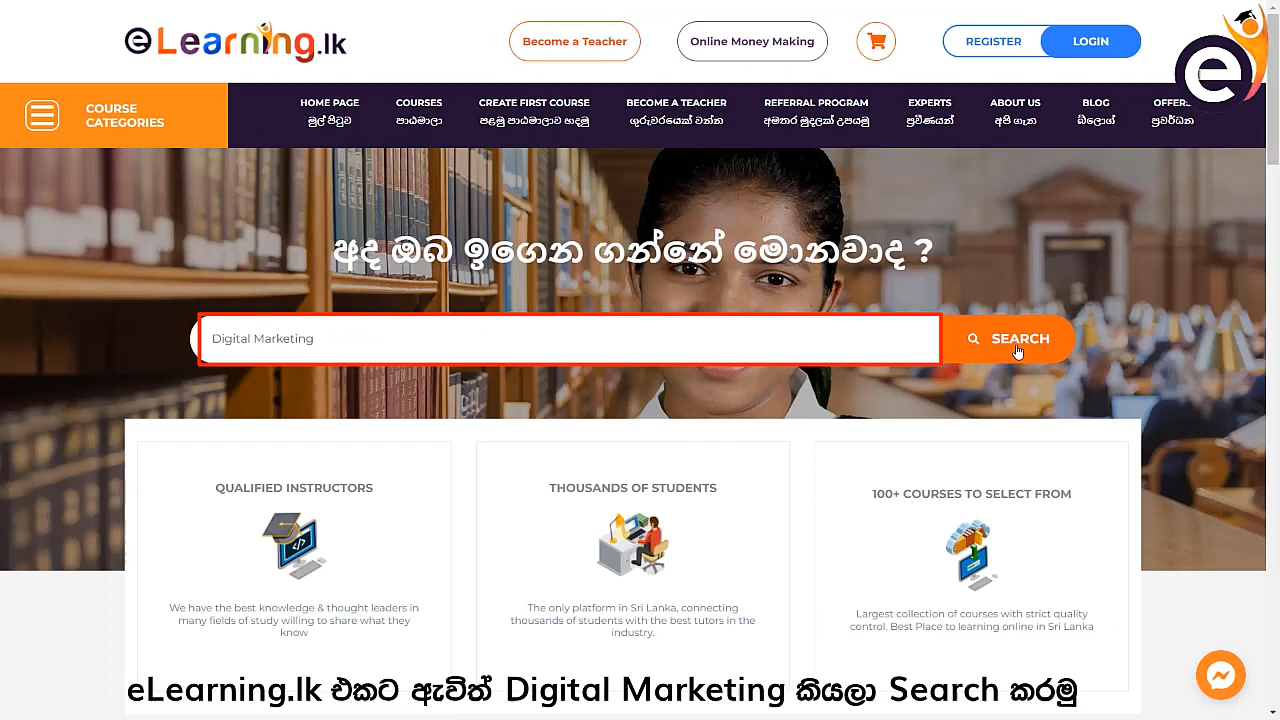 eLearning.lk
Become a Teacher
Online Money Making
REGISTER
LOGIN
e
COURSE
CATEGORIES
HOME PAGE
COURSES
CREATE FIRST COURSE
BECOME A TEACHER
REFERRAL PROGRAM
EXPERTS
ABOUT US
BLOG
OFFERS
මුල් පිටුව
පාඨමාලා
පළමු පාඨමාලාව හදමු
ගුරුවරයෙක් වන්න
අමතර මුදලක් උපයමු
ප්‍රවීණයන්
අපි ගැන
බ්ලොග්
ප්‍රවර්ධන
අද ඔබ ඉගෙන ගන්නේ මොනවාද ?
Digital Marketing
SEARCH
QUALIFIED INSTRUCTORS
We have the best knowledge & thought leaders in
many fields of study willing to share what they
know
THOUSANDS OF STUDENTS
The only platform in Sri Lanka, connecting
thousands of students with the best tutors in the
industry.
100+ COURSES TO SELECT FROM
Largest collection of courses with strict quality
control. Best Place to learning online in Sri Lanka
eLearning.lk එකට ඇවිත් Digital Marketing කියලා Search කරමු